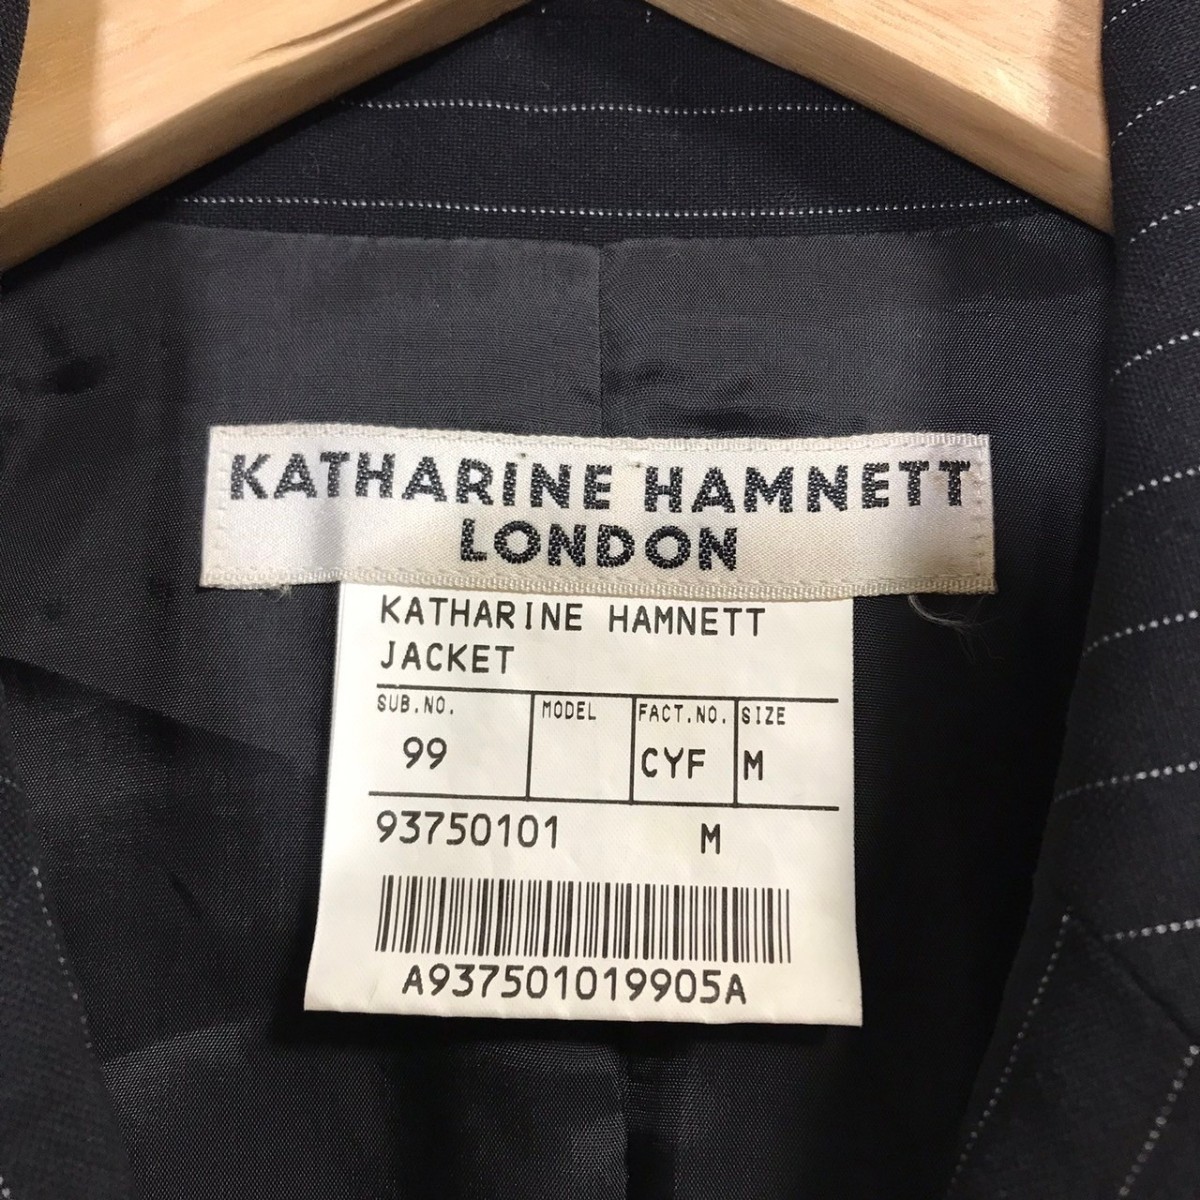 KATHARINE HAMNETT
LONDON
KATHARINE HAMNETT
JACKET
SUB.NO. MODEL FACT.NO. SIZE
99 CYF M
93750101 M
A937501019905A